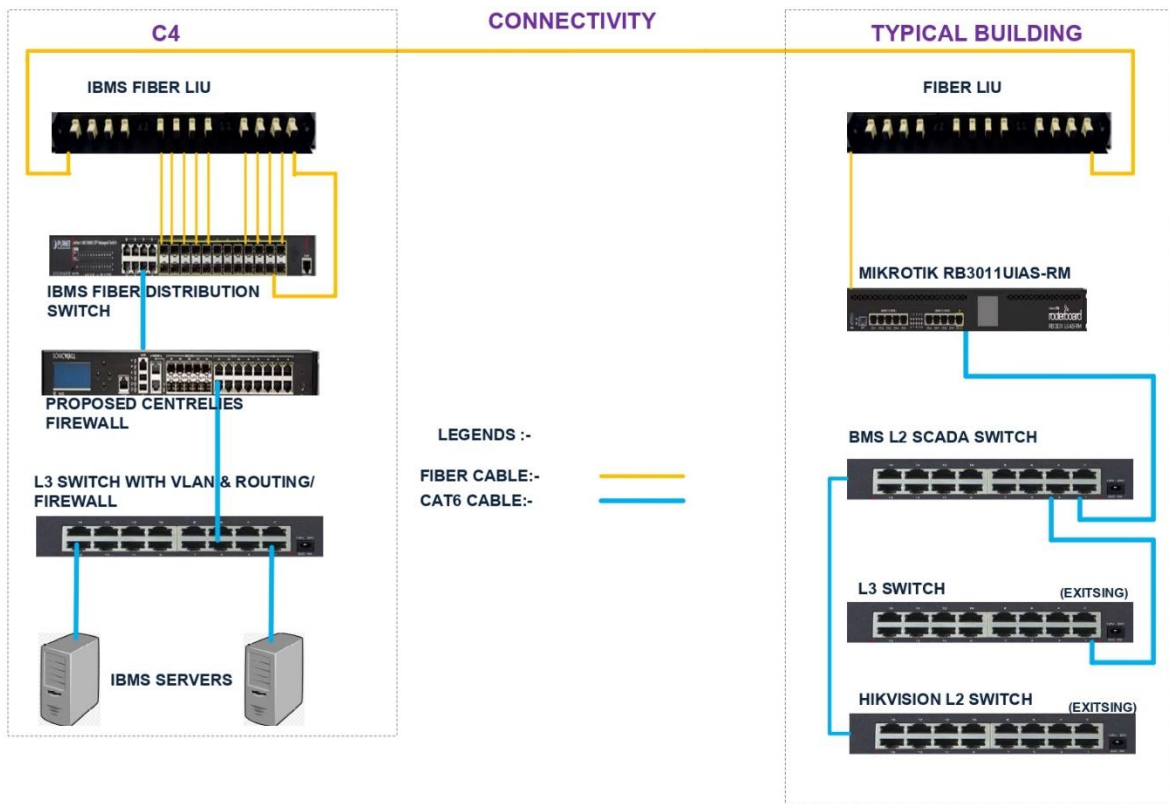 CONNECTIVITY
C4
IBMS FIBER LIU
IBMS FIBER DISTRIBUTION
SWITCH
SONICWALL
PROPOSED CENTRELIES
FIREWALL
L3 SWITCH WITH VLAN & ROUTING/
FIREWALL
IBMS SERVERS
LEGENDS :-
FIBER CABLE:-
CAT6 CABLE:-
TYPICAL BUILDING
FIBER LIU
MIKROTIK RB3011UIAS-RM
routerboard
BMS L2 SCADA SWITCH
L3 SWITCH
(EXITSING)
HIKVISION L2 SWITCH
(EXITSING)